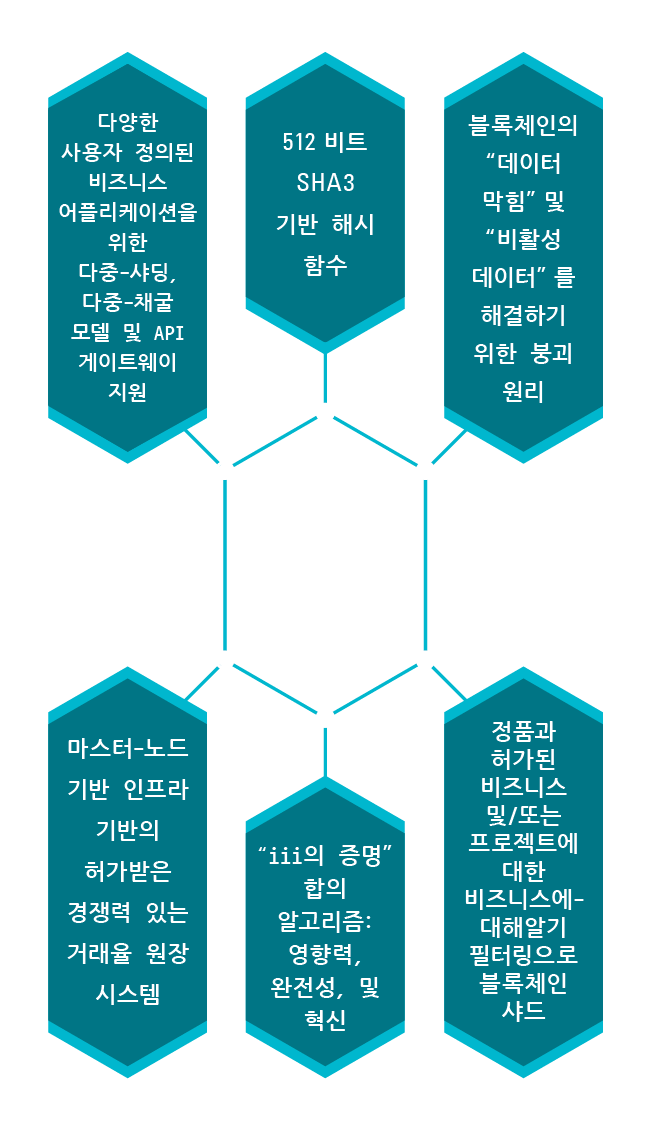 다양한
사용자 정의된
비즈니스
어플리케이션을
위한
다중-샤딩,
다중-채굴
모델 및 API
게이트웨이
지원
512 비트
SHA3
기반 해시
함수
블록체인의
“데이터
막힘” 및
“비활성
데이터” 를
해결하기
위한 붕괴
원리
마스터-노드
기반 인프라
기반의
허가받은
경쟁력 있는
거래율 원장
시스템
“iii의 증명”
합의
알고리즘:
영향력,
완전성, 및
혁신
정품과
허가된
비즈니스
및/또는
프로젝트에
대한
비즈니스에-
대해알기
필터링으로
블록체인
샤드